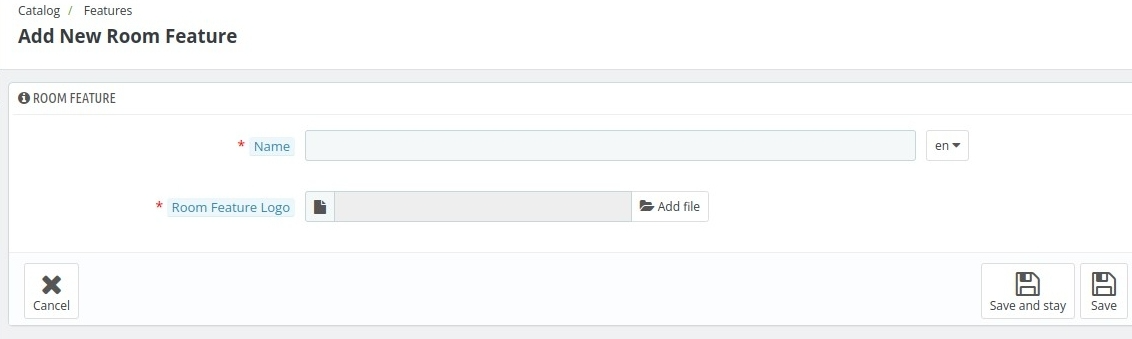 Catalog / Features
Add New Room Feature
ROOM FEATURE
* Name en
* Room Feature Logo Add file
Cancel Save and stay Save